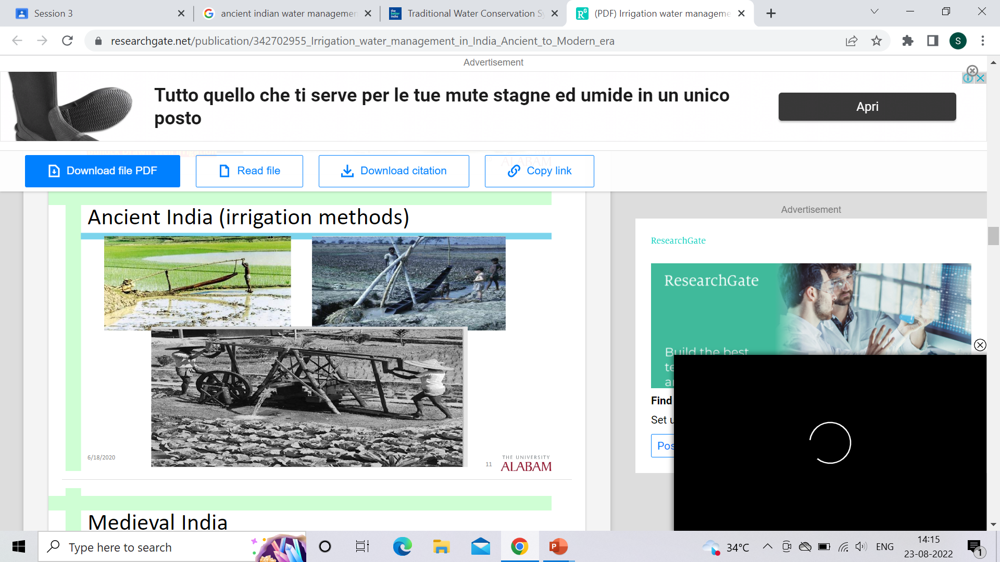 Session 3
ancient indian water managemen
Traditional Water Conservation Sy
(PDF) Irrigation water manageme
researchgate.net/publication/342702955_Irrigation_water_management_in_India_Ancient_to_Modern_era
S
Advertisement
Tutto quello che ti serve per le tue mute stagne ed umide in un unico
posto
Apri
Download file PDF
Read file
Download citation
Copy link
ALABAM
Ancient India (irrigation methods)
6/18/2020
11
THE UNIVERSITY
ALABAM
Medieval India
Advertisement
ResearchGate
ResearchGate
Build the best
te
a
Find
Set u
Pos
Type here to search
34°C
ENG
14:15
23-08-2022
1